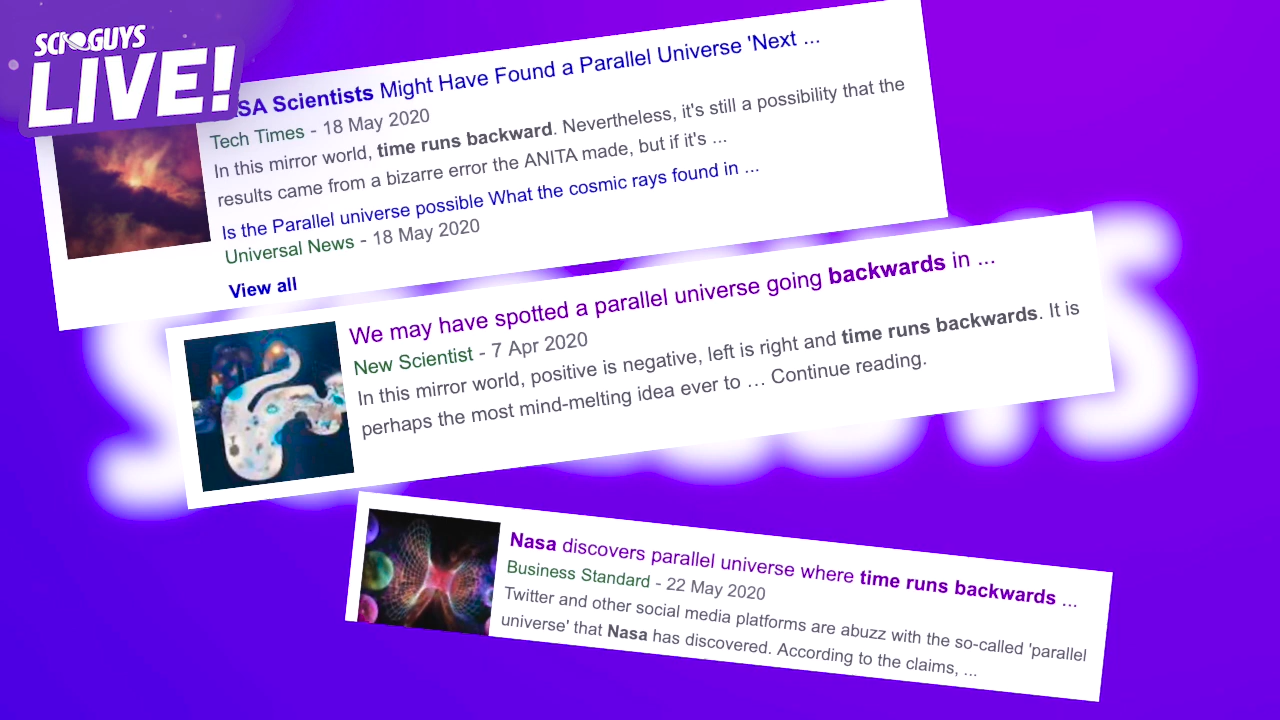 SCI GUYS
LIVE!
SA Scientists Might Have Found a Parallel Universe 'Next ...
Tech Times - 18 May 2020
In this mirror world, time runs backward. Nevertheless, it's still a possibility that the
results came from a bizarre error the ANITA made, but if it's ...
Is the Parallel universe possible What the cosmic rays found in ...
Universal News - 18 May 2020
View all
We may have spotted a parallel universe going backwards in ...
New Scientist - 7 Apr 2020
In this mirror world, positive is negative, left is right and time runs backwards. It is
perhaps the most mind-melting idea ever to … Continue reading.
Nasa discovers parallel universe where time runs backwards ...
Business Standard - 22 May 2020
Twitter and other social media platforms are abuzz with the so-called 'parallel
universe' that Nasa has discovered. According to the claims, ...